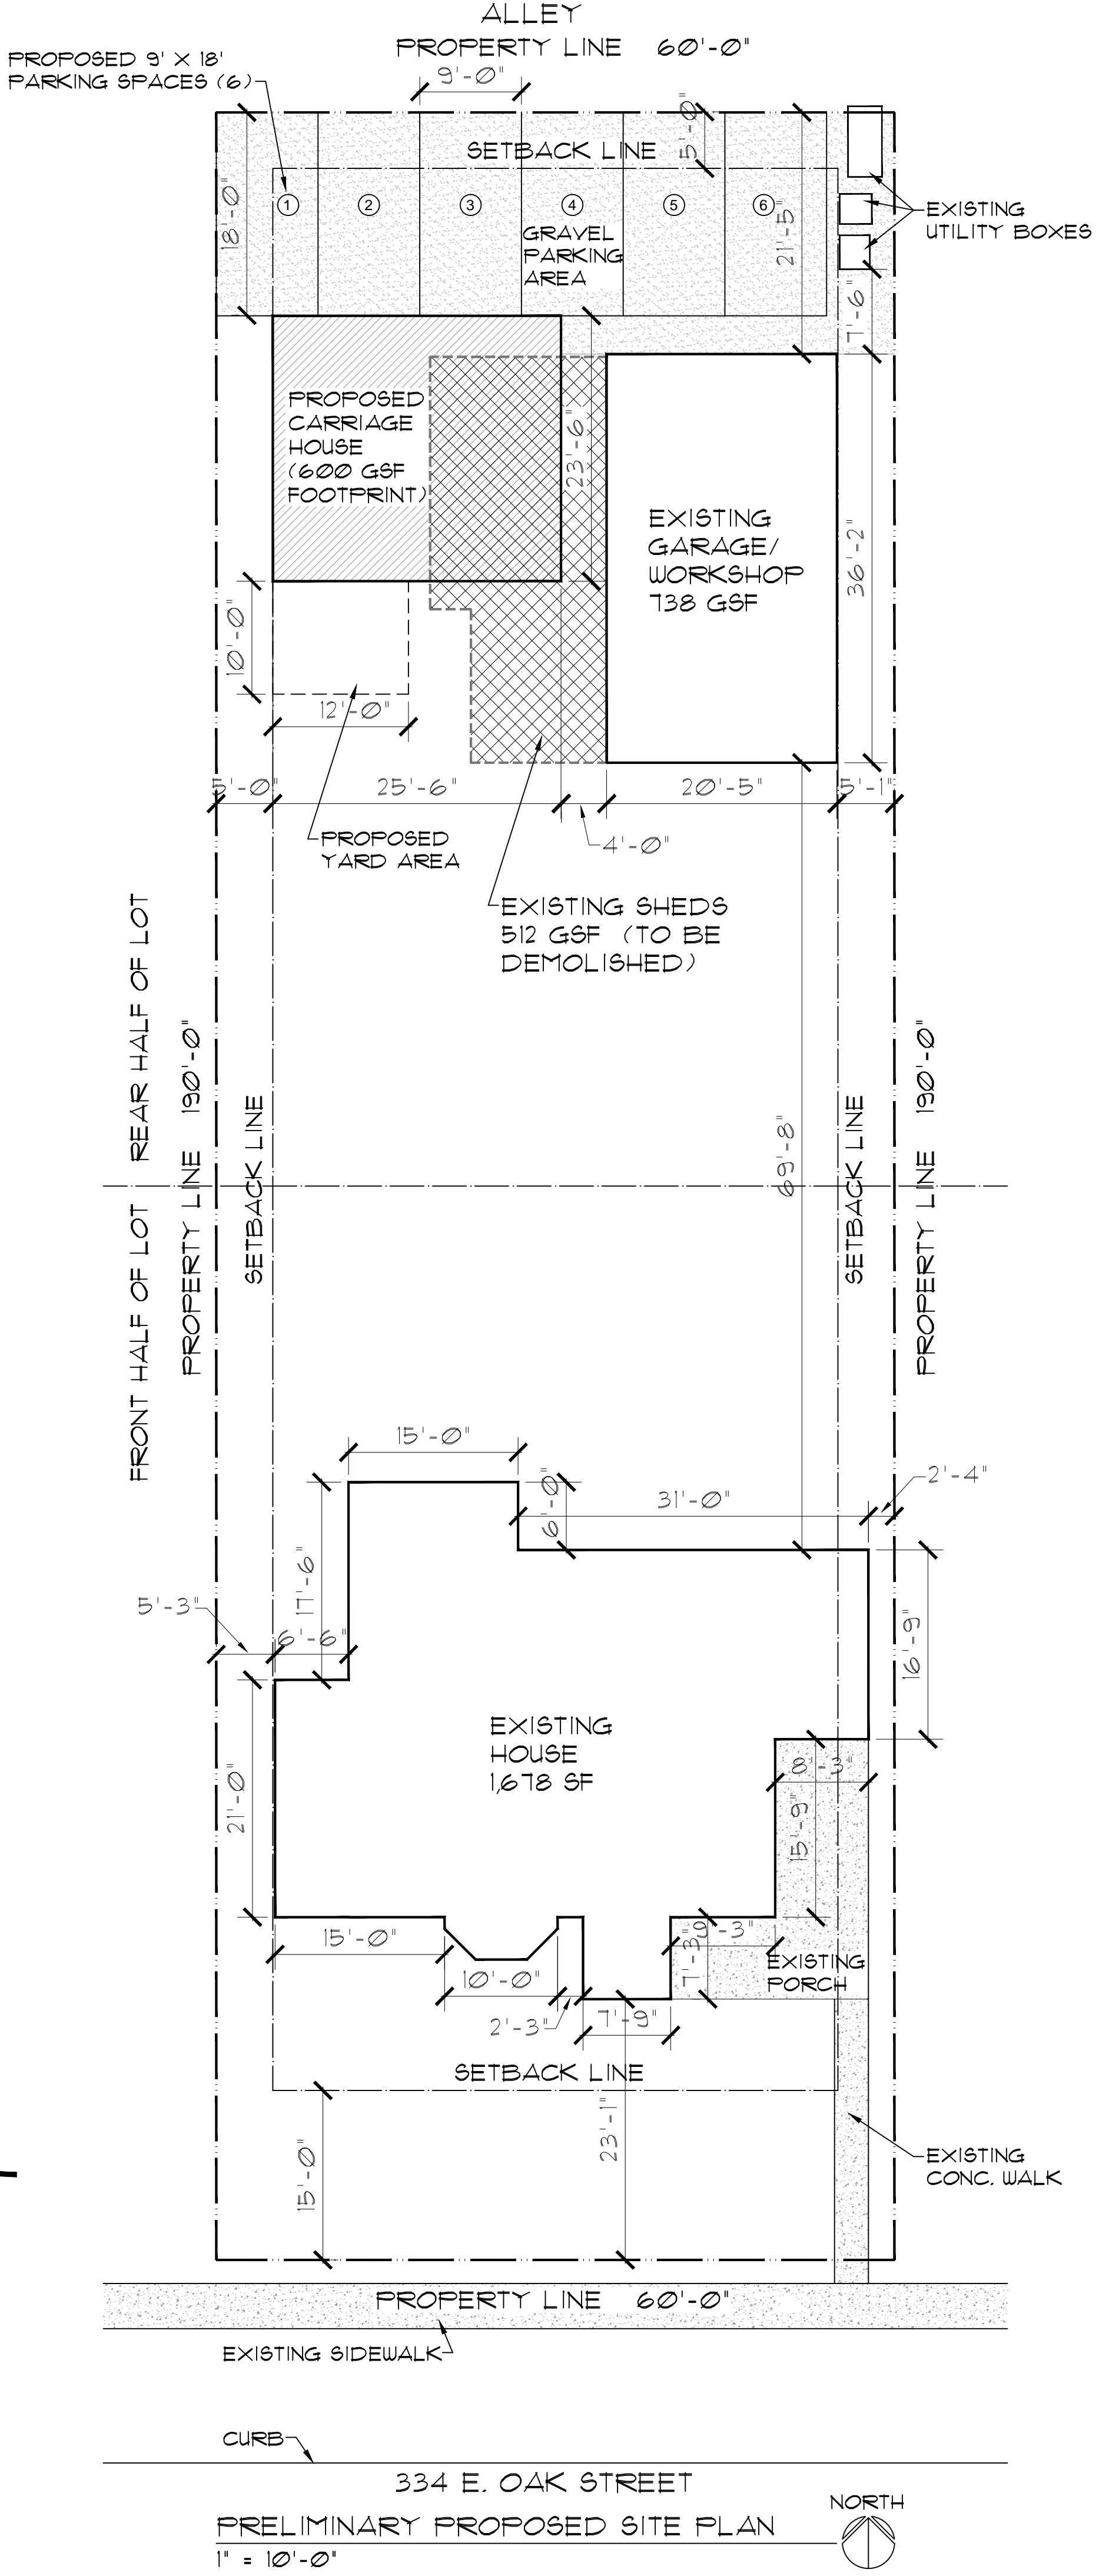 ALLEY
PROPERTY LINE 60'-0"
PROPOSED 9' X 18'
PARKING SPACES (6)
9'-0"
5'-0"
SETBACK LINE
18'-0"
1
2
3
4
5
6
21'-5"
GRAVEL
PARKING
AREA
EXISTING
UTILITY BOXES
7'-6"
PROPOSED
CARRIAGE
HOUSE
(600 GSF
FOOTPRINT)
23'-6"
EXISTING
GARAGE/
WORKSHOP
738 GSF
36'-2"
10'-0"
12'-0"
5'-0"
25'-6"
20'-5"
5'-1"
4'-0"
PROPOSED
YARD AREA
EXISTING SHEDS
512 GSF (TO BE
DEMOLISHED)
REAR HALF OF LOT
FRONT HALF OF LOT
PROPERTY LINE 190'-0"
SETBACK LINE
69'-8"
SETBACK LINE
PROPERTY LINE 190'-0"
15'-0"
6'-0"
31'-0"
2'-4"
17'-6"
5'-3"
6'-6"
16'-9"
EXISTING
HOUSE
1,678 SF
21'-0"
8'-3"
15'-9"
15'-0"
10'-0"
2'-3"
7'-9"
7'-3"
9'-3"
EXISTING
PORCH
SETBACK LINE
15'-0"
23'-1"
EXISTING
CONC. WALK
PROPERTY LINE 60'-0"
EXISTING SIDEWALK
CURB
334 E. OAK STREET
NORTH
PRELIMINARY PROPOSED SITE PLAN
1" = 10'-0"